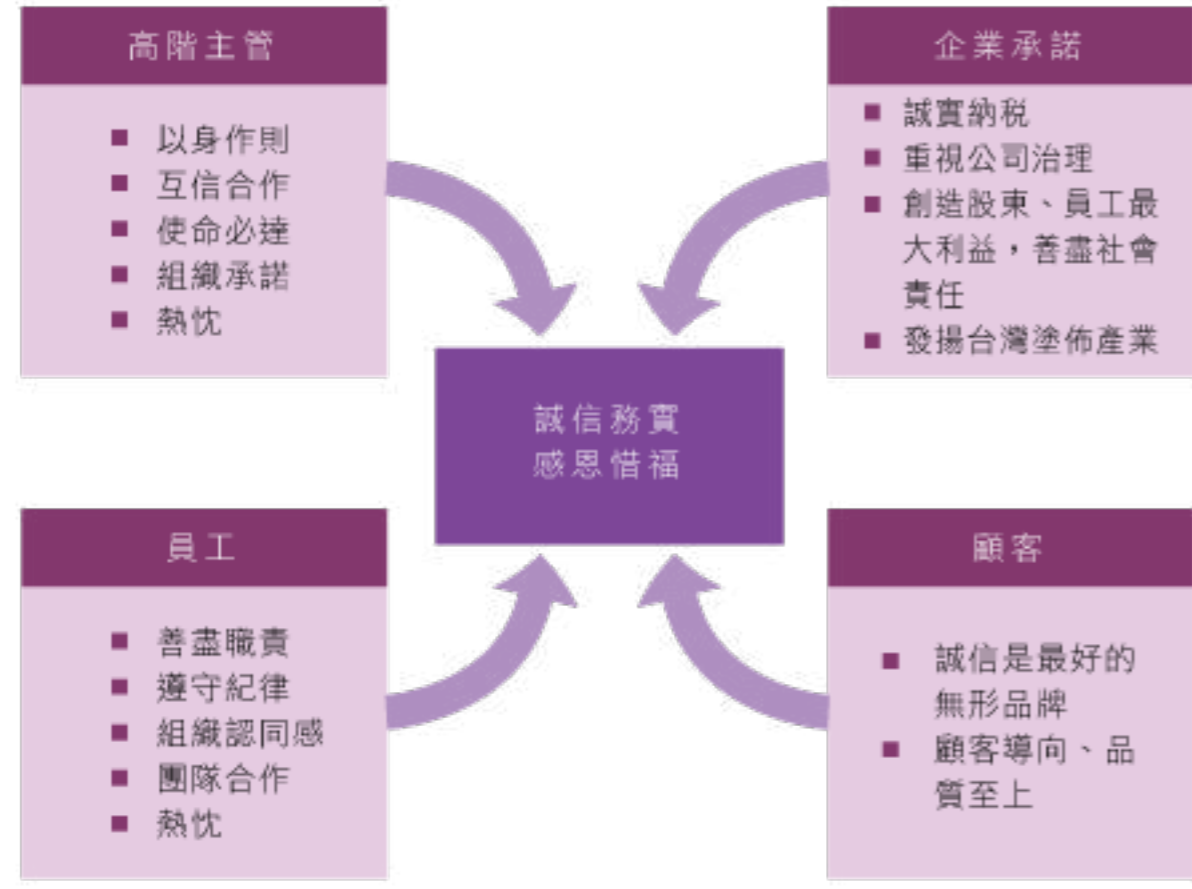 高階主管
以身作則
互信合作
使命必達
組織承諾
熱忱
企業承諾
誠實納税
重視公司治理
創造股東、員工最
大利益，善盡社會
責任
發揚台灣塗佈產業
誠信務實
感恩惜福
員工
善盡職責
遵守紀律
組織認同感
團隊合作
熱忱
顧客
誠信是最好的
無形品牌
顧客導向、品
質至上